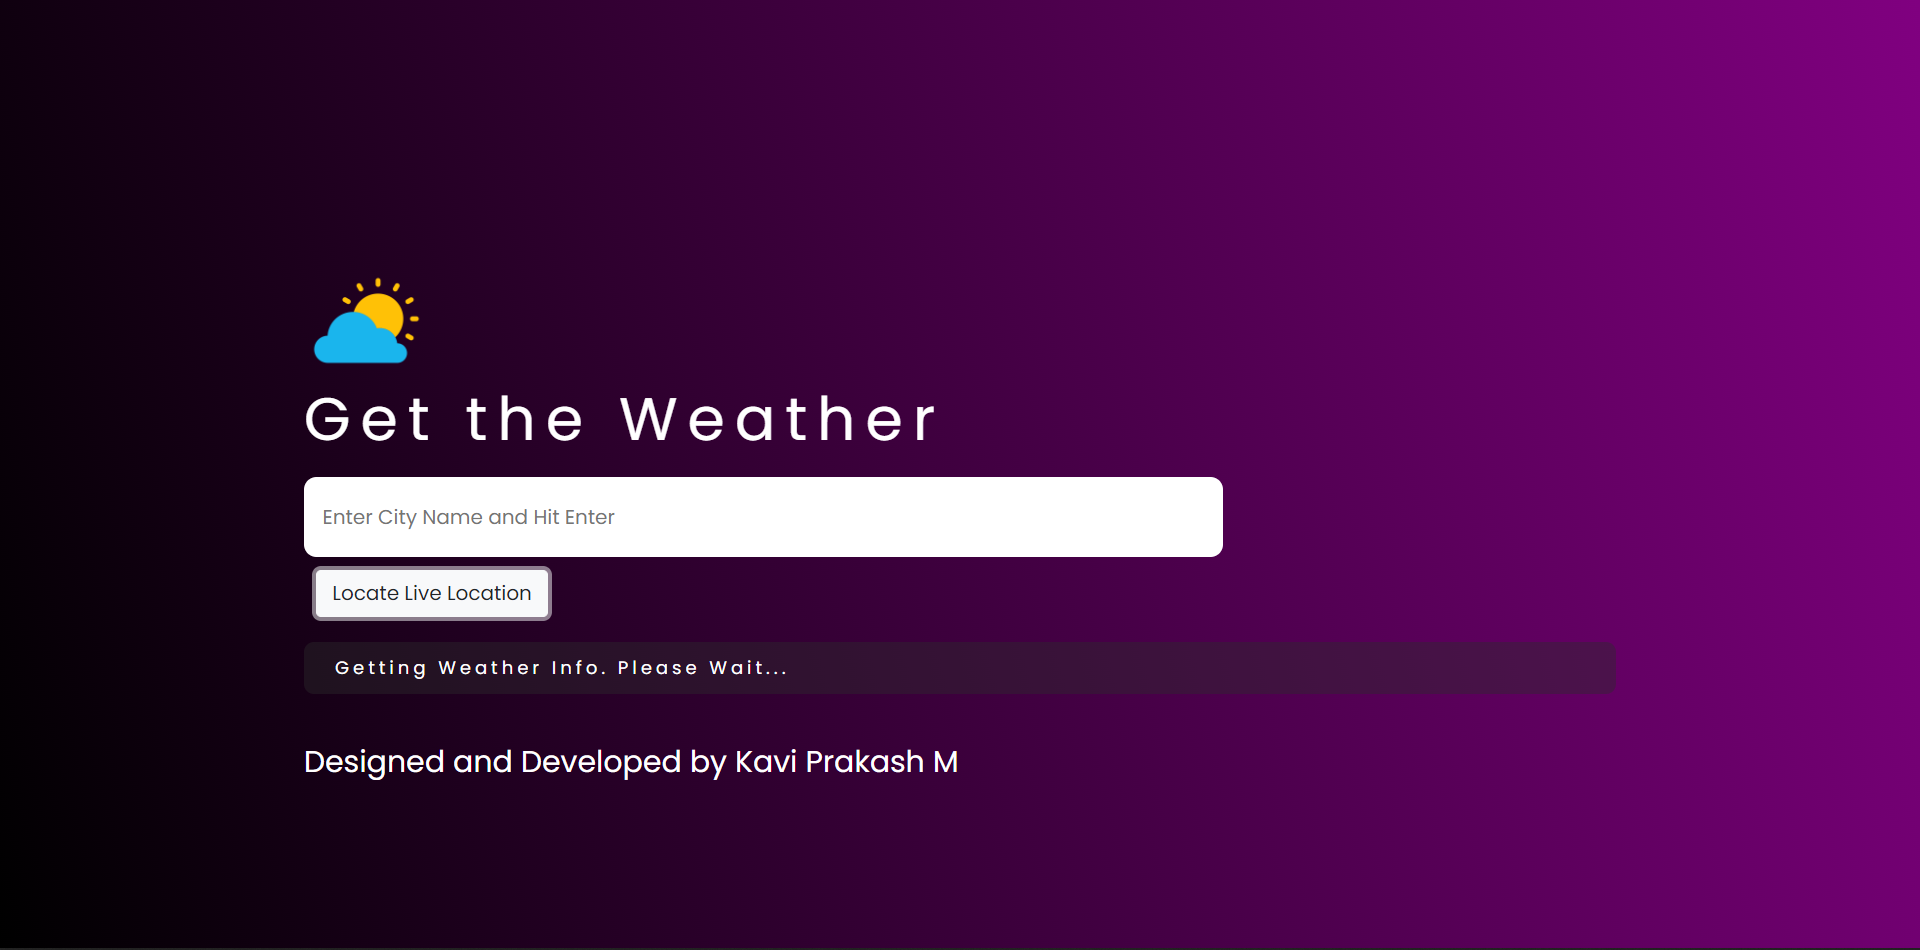 Get the Weather
Enter City Name and Hit Enter
Locate Live Location
Getting Weather Info. Please Wait...
Designed and Developed by Kavi Prakash M